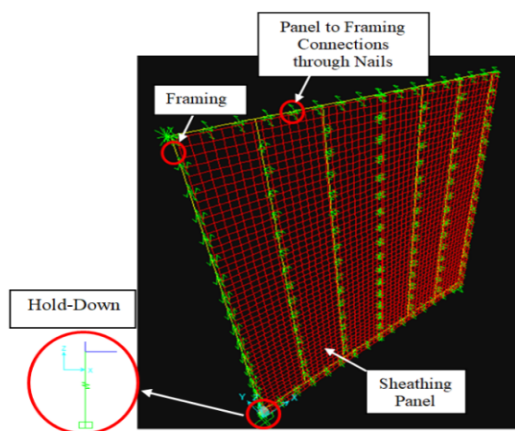 Panel to Framing
Connections
through Nails
Framing
Hold-Down
Sheathing
Panel
Y
X